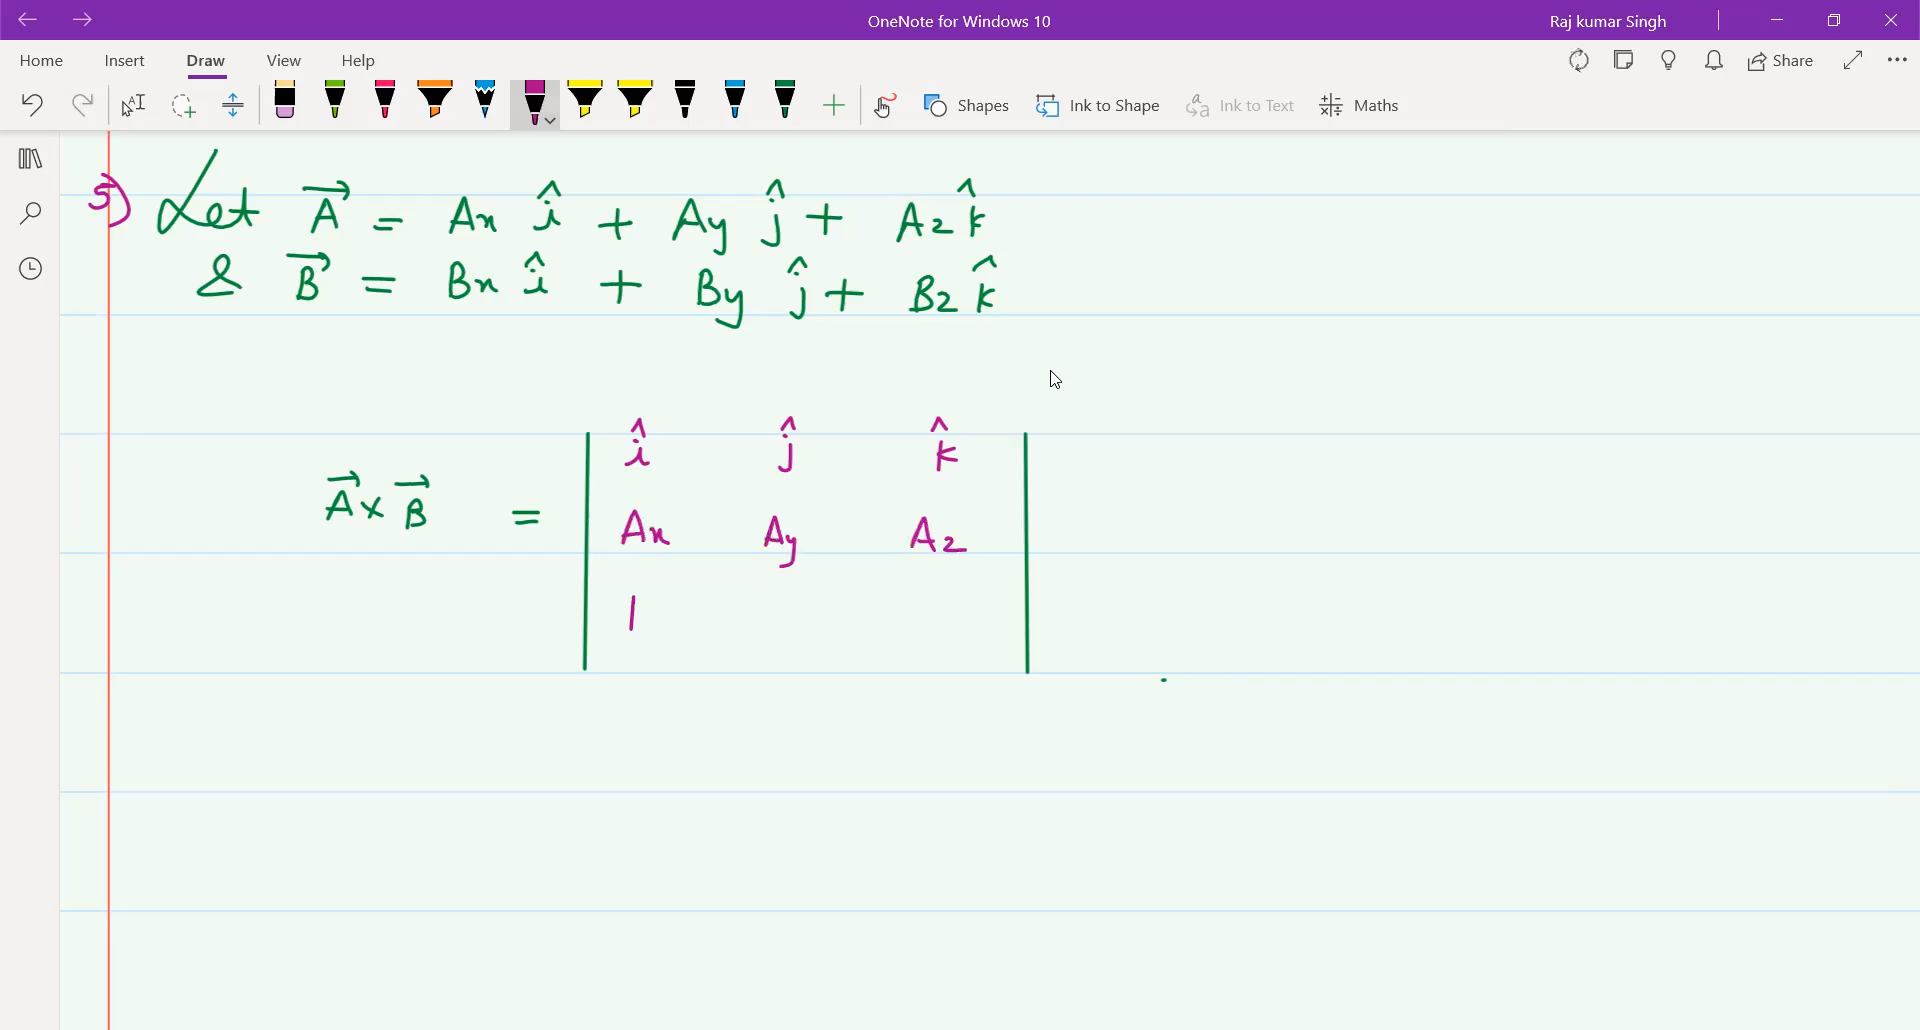 OneNote for Windows 10
Raj kumar Singh
Home Insert Draw View Help Share
Shapes Ink to Shape Ink to Text Maths
5) Let A⃗ = Ax î + Ay ĵ + Az k̂
& B⃗ = Bx î + By ĵ + Bz k̂
î ĵ k̂
A⃗ x B⃗ = | Ax Ay Az |